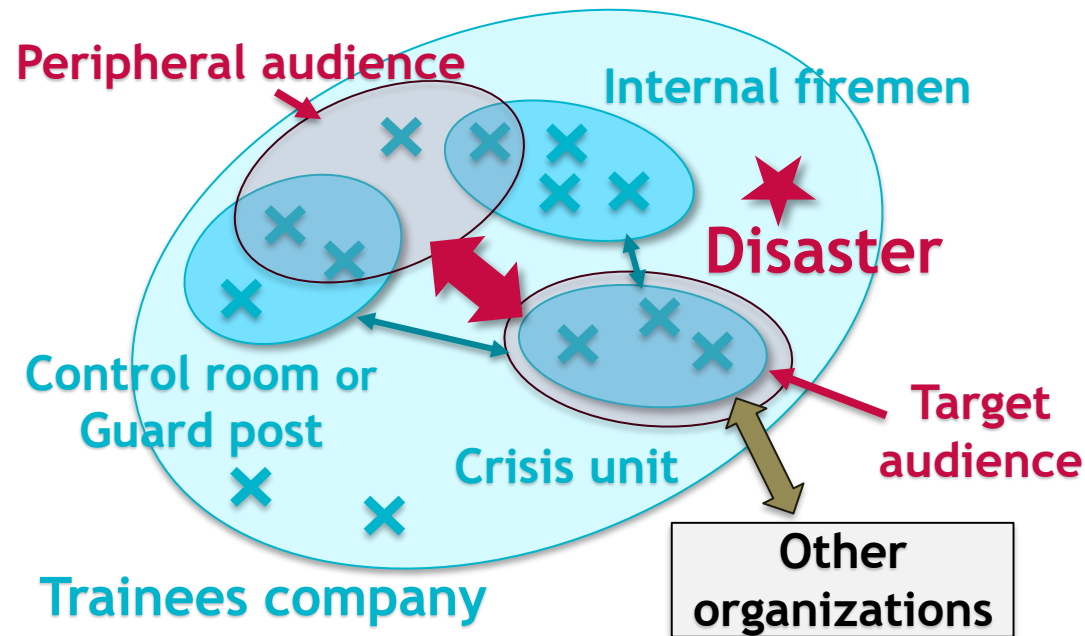 Peripheral audience
Internal firemen
Disaster
Control room or
Guard post
Target
audience
Crisis unit
Other
organizations
Trainees company